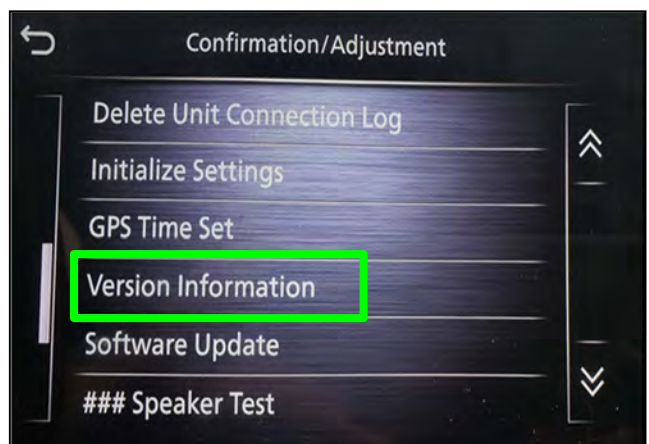 Confirmation/Adjustment
Delete Unit Connection Log
Initialize Settings
GPS Time Set
Version Information
Software Update
### Speaker Test